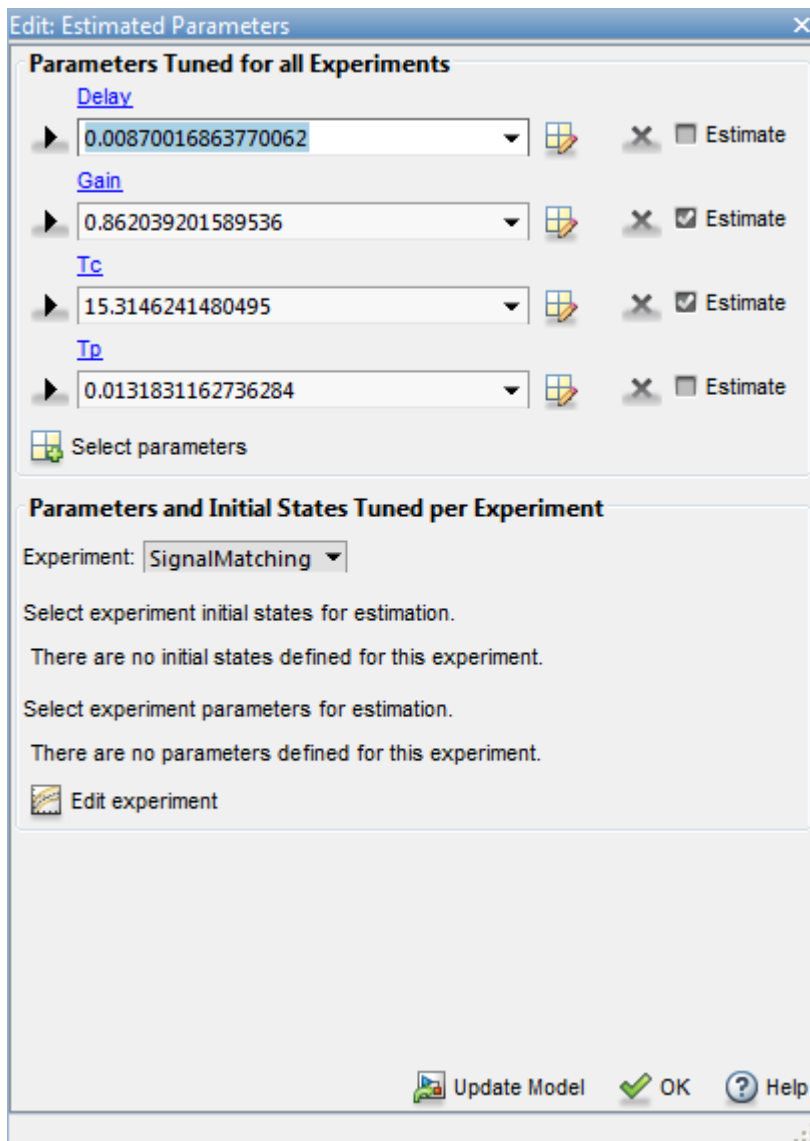 Edit: Estimated Parameters
Parameters Tuned for all Experiments
Delay
0.00870016863770062 Estimate
Gain
0.862039201589536 Estimate
Tc
15.3146241480495 Estimate
Tp
0.0131831162736284 Estimate
Select parameters
Parameters and Initial States Tuned per Experiment
Experiment: SignalMatching
Select experiment initial states for estimation.
There are no initial states defined for this experiment.
Select experiment parameters for estimation.
There are no parameters defined for this experiment.
Edit experiment
Update Model OK Help